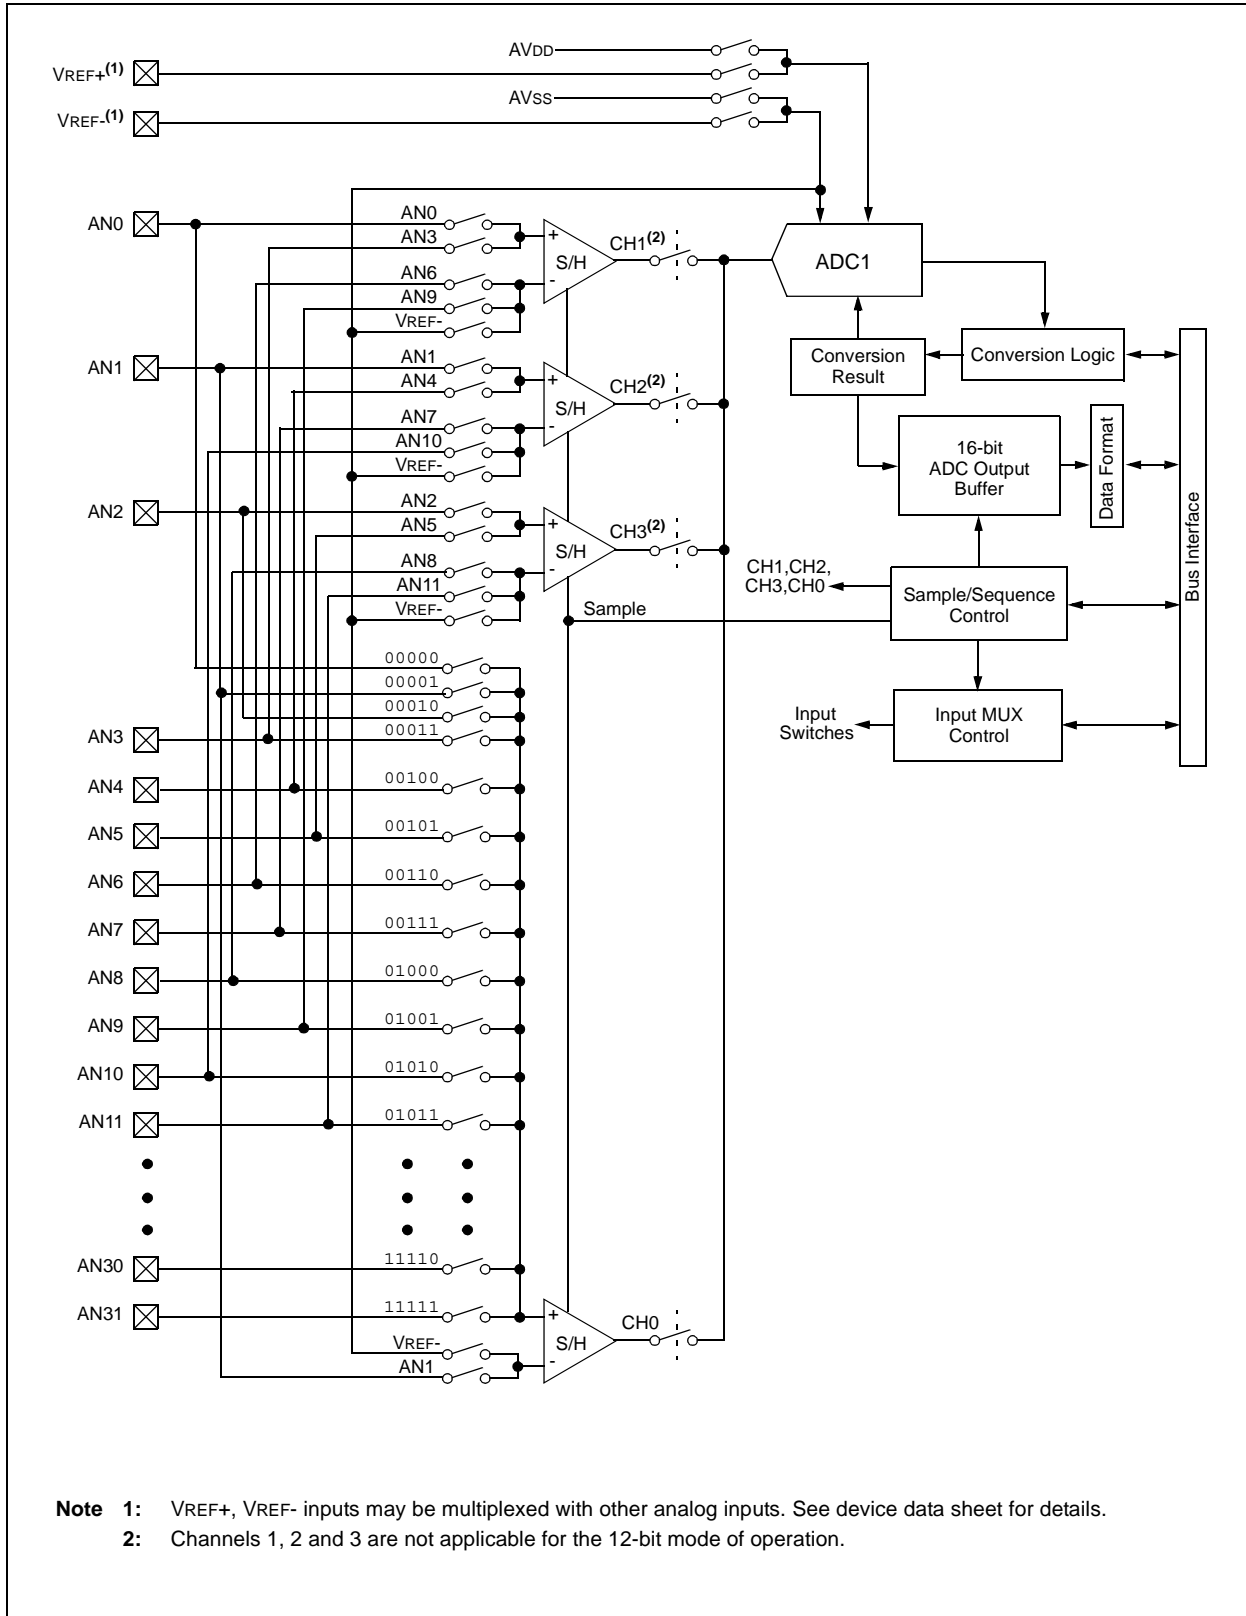 AVDD
VREF+(1)
AVSS
VREF-(1)
AN0
AN0
AN3
AN6
AN9
VREF-
+
-
S/H
CH1(2)
ADC1
AN1
AN1
AN4
AN7
AN10
VREF-
+
-
S/H
CH2(2)
Conversion
Result
Conversion Logic
16-bit
ADC Output
Buffer
Data Format
Bus Interface
AN2
AN2
AN5
AN8
AN11
VREF-
+
-
S/H
CH3(2)
CH1,CH2,
CH3,CH0
Sample/Sequence
Control
Sample
Input
Switches
Input MUX
Control
00000
00001
00010
AN3 00011
AN4 00100
AN5 00101
AN6 00110
AN7 00111
AN8 01000
AN9 01001
AN10 01010
AN11 01011
AN30 11110
AN31 11111
VREF-
AN1
+
-
S/H
CH0
Note 1: VREF+, VREF- inputs may be multiplexed with other analog inputs. See device data sheet for details.
2: Channels 1, 2 and 3 are not applicable for the 12-bit mode of operation.